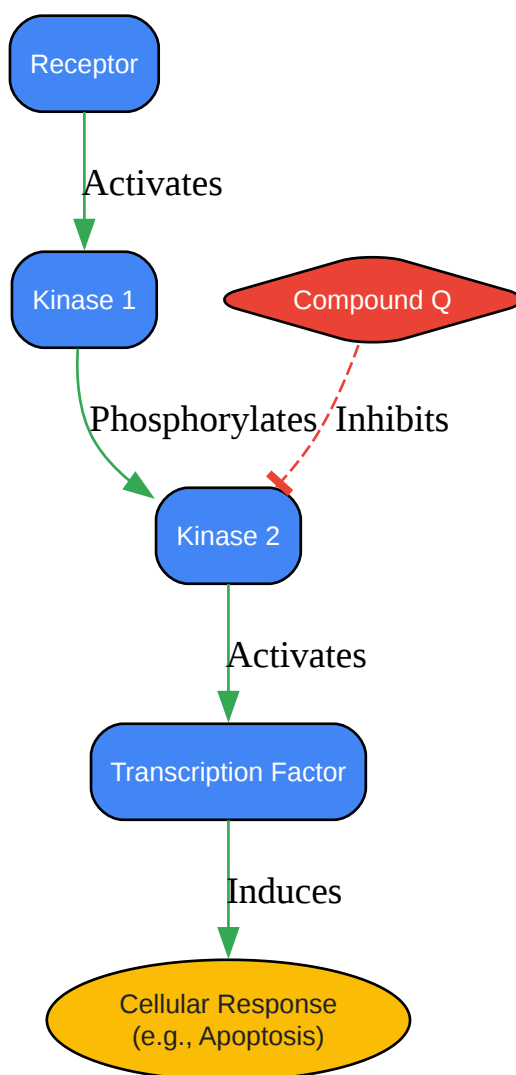 Receptor
Activates
Kinase 1
Compound Q
Phosphorylates
Inhibits
Kinase 2
Activates
Transcription Factor
Induces
Cellular Response
(e.g., Apoptosis)